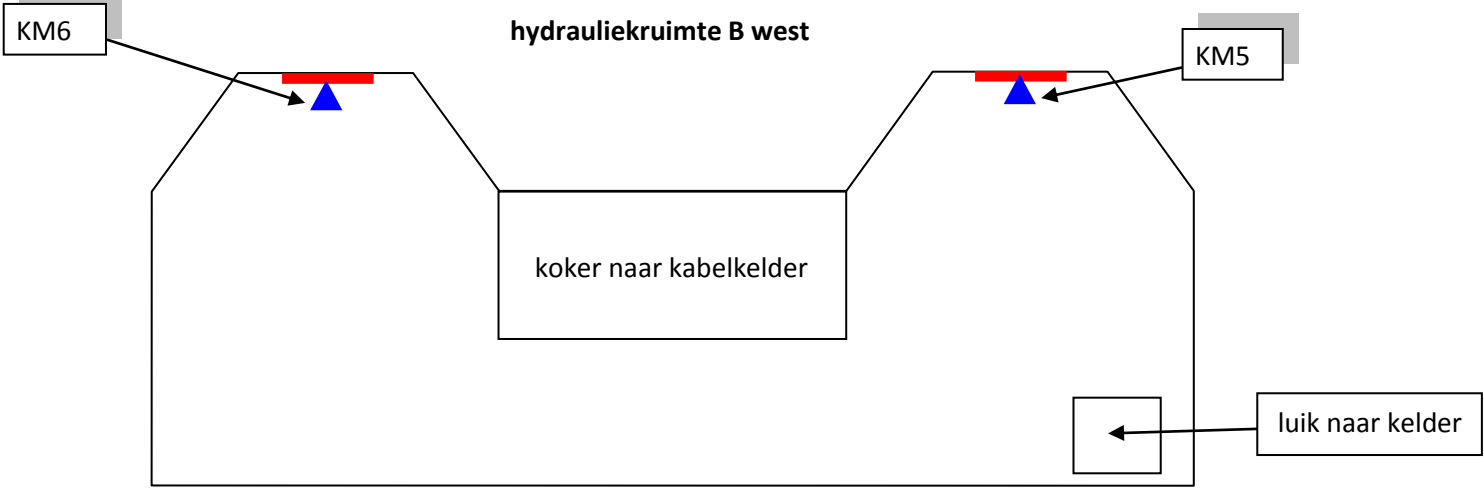 KM6
hydrauliekruimte B west
KM5
koker naar kabelkelder
luik naar kelder